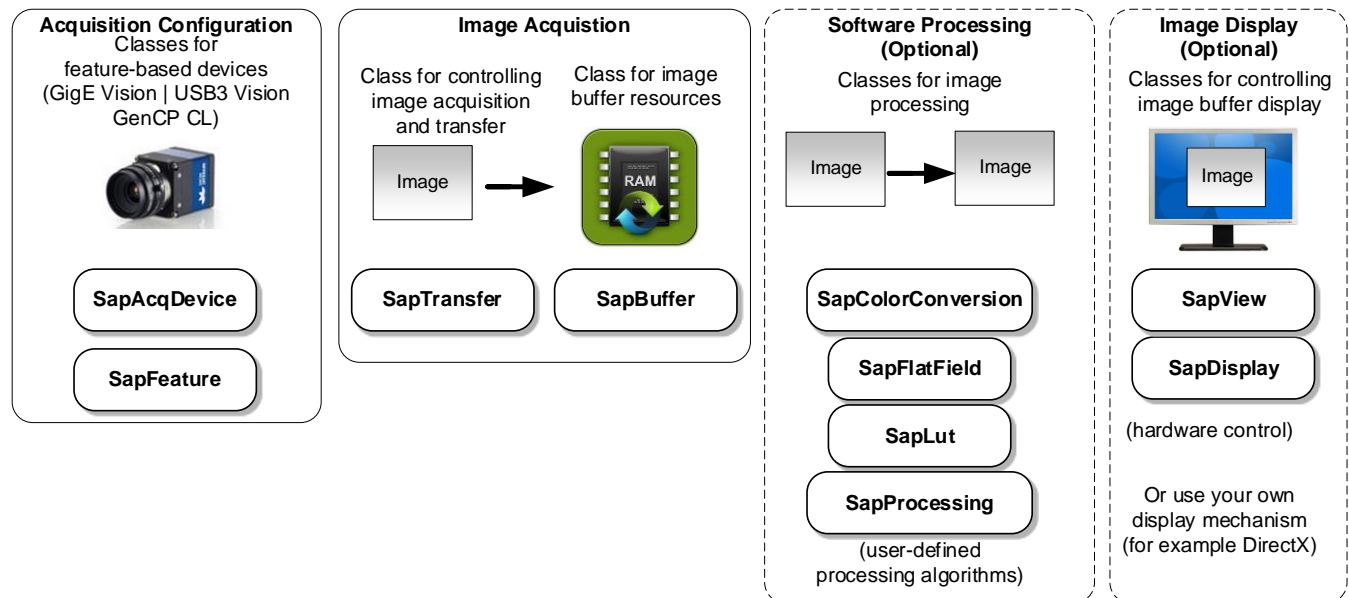 Acquisition Configuration
Classes for
feature-based devices
(GigE Vision | USB3 Vision
GenCP CL)
SapAcqDevice
SapFeature
Image Acquistion
Class for controlling
image acquisition
and transfer
Class for image
buffer resources
Image
RAM
SapTransfer
SapBuffer
Software Processing
(Optional)
Classes for image
processing
Image
Image
SapColorConversion
SapFlatField
SapLut
SapProcessing
(user-defined
processing algorithms)
Image Display
(Optional)
Classes for controlling
image buffer display
Image
SapView
SapDisplay
(hardware control)
Or use your own
display mechanism
(for example DirectX)